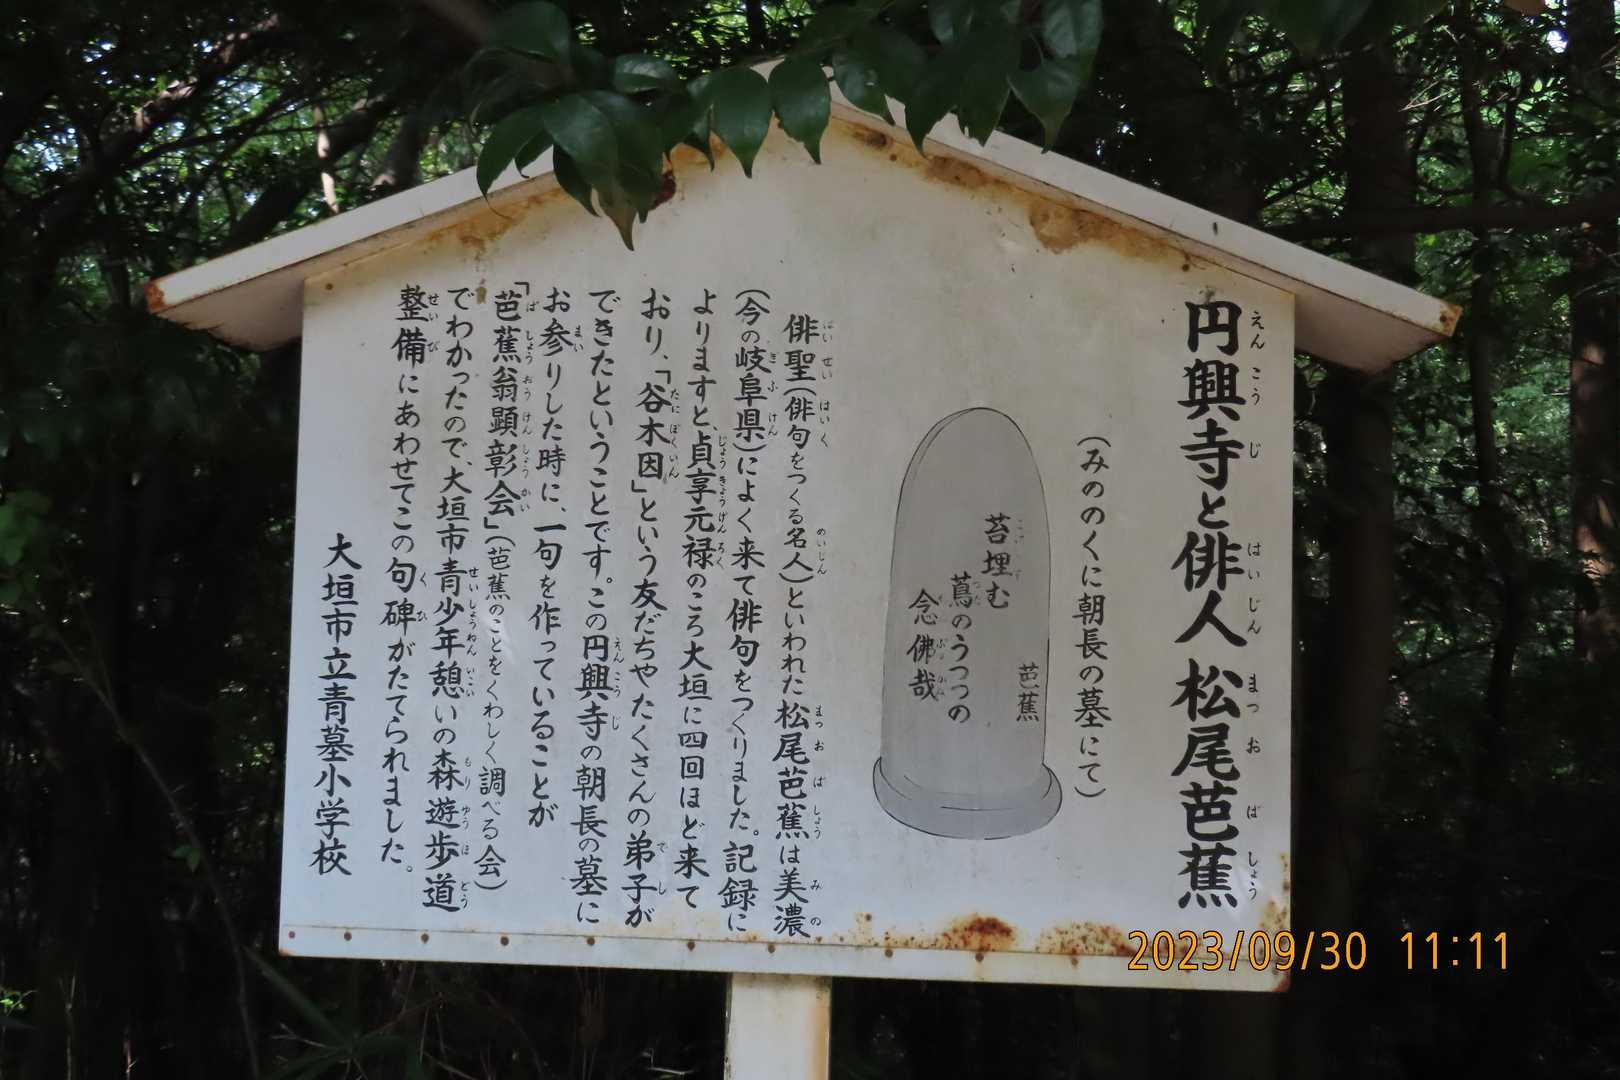 円興寺と俳人 松尾芭蕉
(みののくに朝長の墓にて)
芭蕉
苔埋む
蔦のうつつの
念佛哉
俳聖(俳句をつくる名人)といわれた松尾芭蕉は美濃
(今の岐阜県)によく来て俳句をつくりました。記録に
よりますと、貞享元禄のころ大垣に四回ほど来て
おり、「谷木因」という友だちやたくさんの弟子が
できたということです。この円興寺の朝長の墓に
お参りした時に、一句を作っていることが
「芭蕉翁顕彰会」(芭蕉のことをくわしく調べる会)
でわかったので、大垣市青少年憩いの森遊歩道
整備にあわせてこの句碑がたてられました。
大垣市立青墓小学校
2023/09/30 11:11